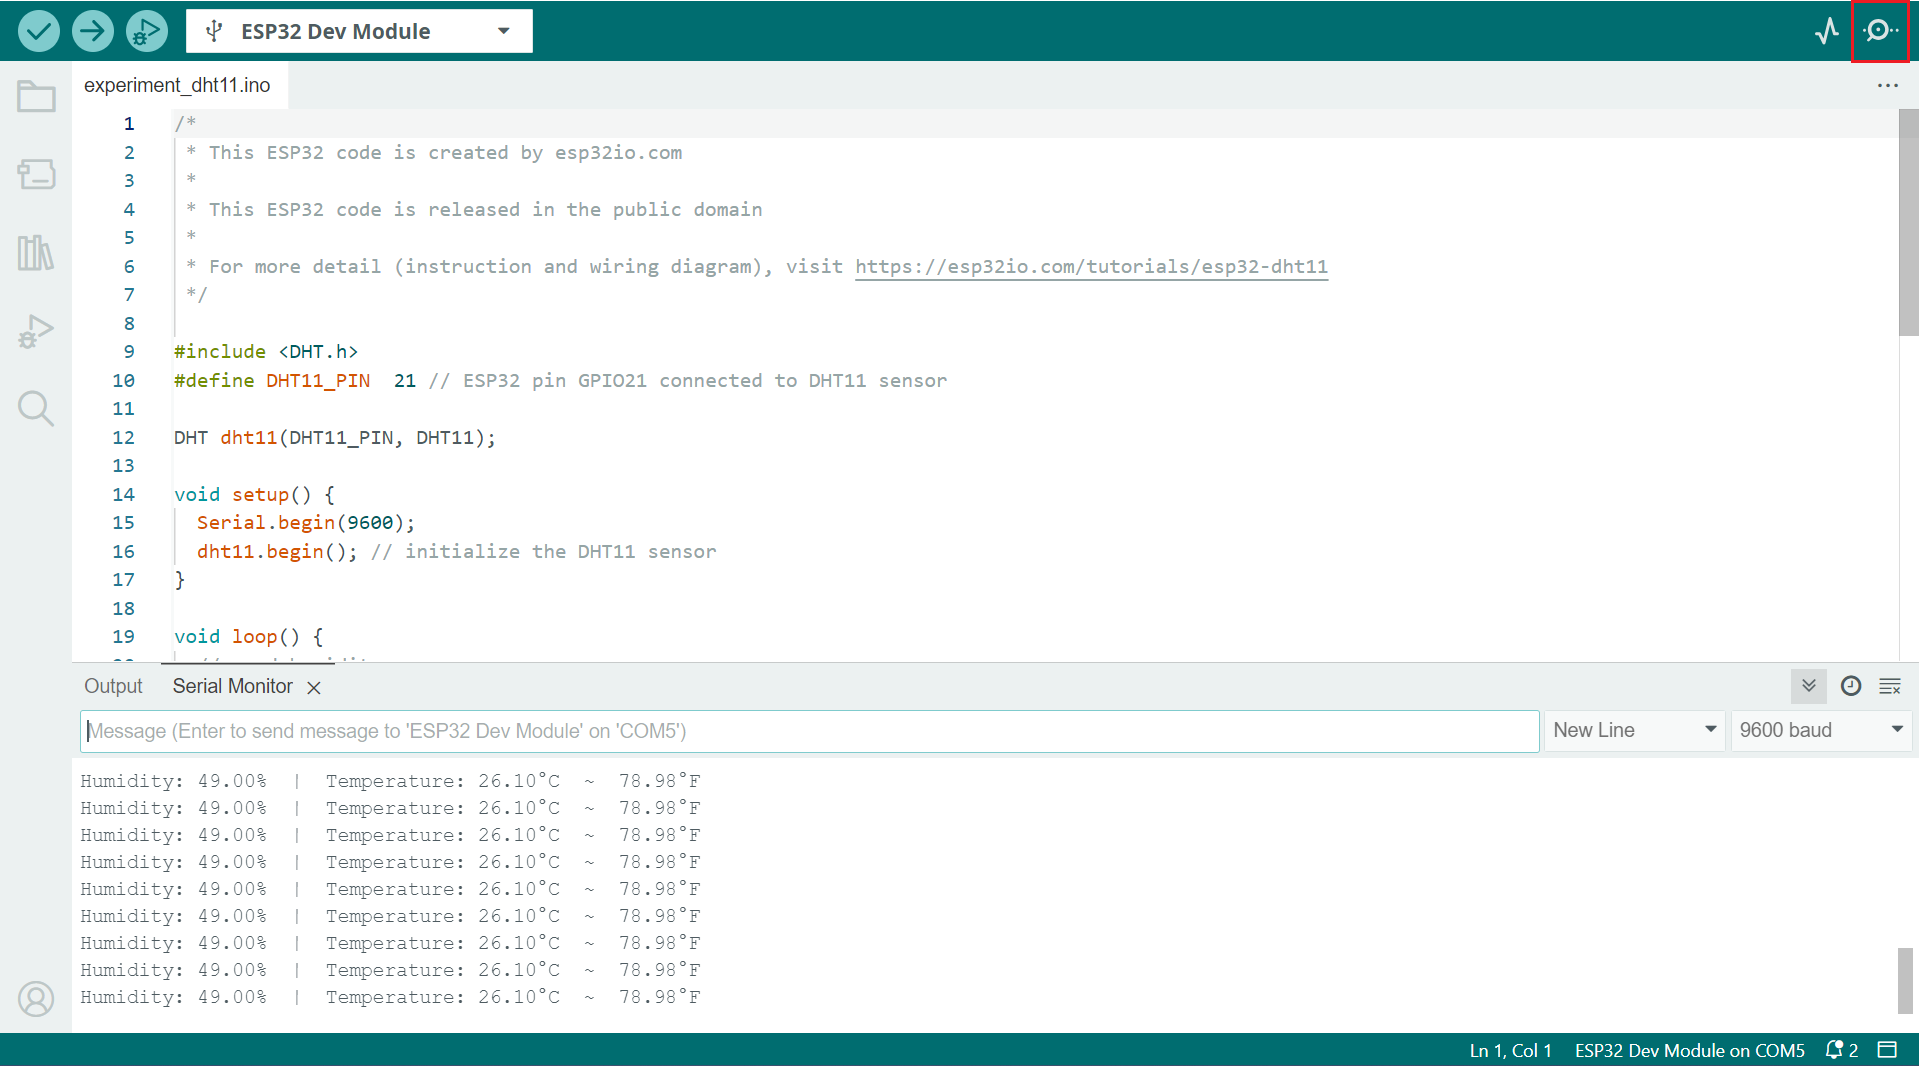 ESP32 Dev Module
experiment_dht11.ino
1 /*
2 * This ESP32 code is created by esp32io.com
3 *
4 * This ESP32 code is released in the public domain
5 *
6 * For more detail (instruction and wiring diagram), visit https://esp32io.com/tutorials/esp32-dht11
7 */
8
9 #include <DHT.h>
10 #define DHT11_PIN  21 // ESP32 pin GPIO21 connected to DHT11 sensor
11
12 DHT dht11(DHT11_PIN, DHT11);
13
14 void setup() {
15   Serial.begin(9600);
16   dht11.begin(); // initialize the DHT11 sensor
17 }
18
19 void loop() {
Output Serial Monitor
Message (Enter to send message to 'ESP32 Dev Module' on 'COM5') New Line 9600 baud
Humidity: 49.00%  |  Temperature: 26.10°C  ~  78.98°F
Humidity: 49.00%  |  Temperature: 26.10°C  ~  78.98°F
Humidity: 49.00%  |  Temperature: 26.10°C  ~  78.98°F
Humidity: 49.00%  |  Temperature: 26.10°C  ~  78.98°F
Humidity: 49.00%  |  Temperature: 26.10°C  ~  78.98°F
Humidity: 49.00%  |  Temperature: 26.10°C  ~  78.98°F
Humidity: 49.00%  |  Temperature: 26.10°C  ~  78.98°F
Humidity: 49.00%  |  Temperature: 26.10°C  ~  78.98°F
Humidity: 49.00%  |  Temperature: 26.10°C  ~  78.98°F
Ln 1, Col 1 ESP32 Dev Module on COM5 2